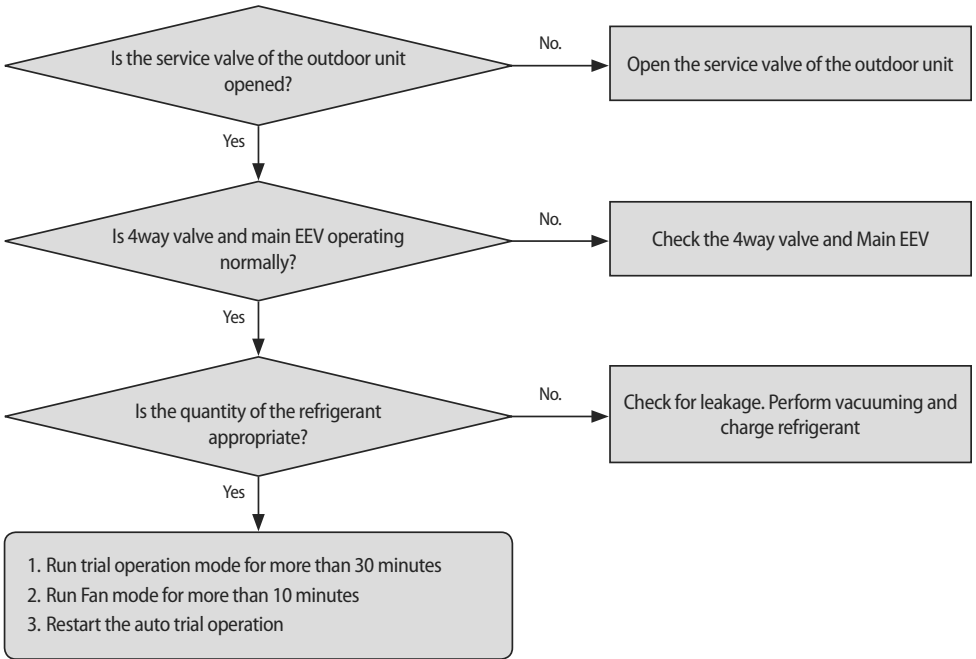 Is the service valve of the outdoor unit
opened?
No.
Open the service valve of the outdoor unit
Yes
Is 4way valve and main EEV operating
normally?
No.
Check the 4way valve and Main EEV
Yes
Is the quantity of the refrigerant
appropriate?
No.
Check for leakage. Perform vacuuming and
charge refrigerant
Yes
1. Run trial operation mode for more than 30 minutes
2. Run Fan mode for more than 10 minutes
3. Restart the auto trial operation